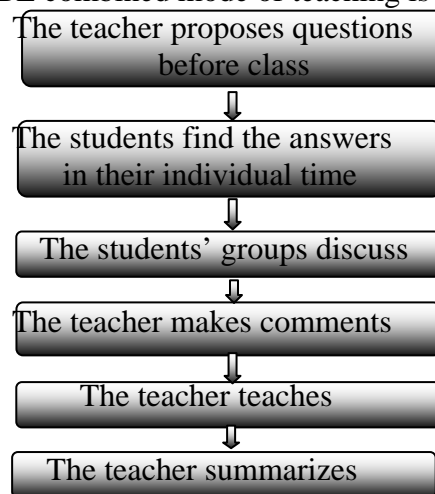 combined mode of teaching is
The teacher proposes questions
before class
The students find the answers
in their individual time
The students' groups discuss
The teacher makes comments
The teacher teaches
The teacher summarizes